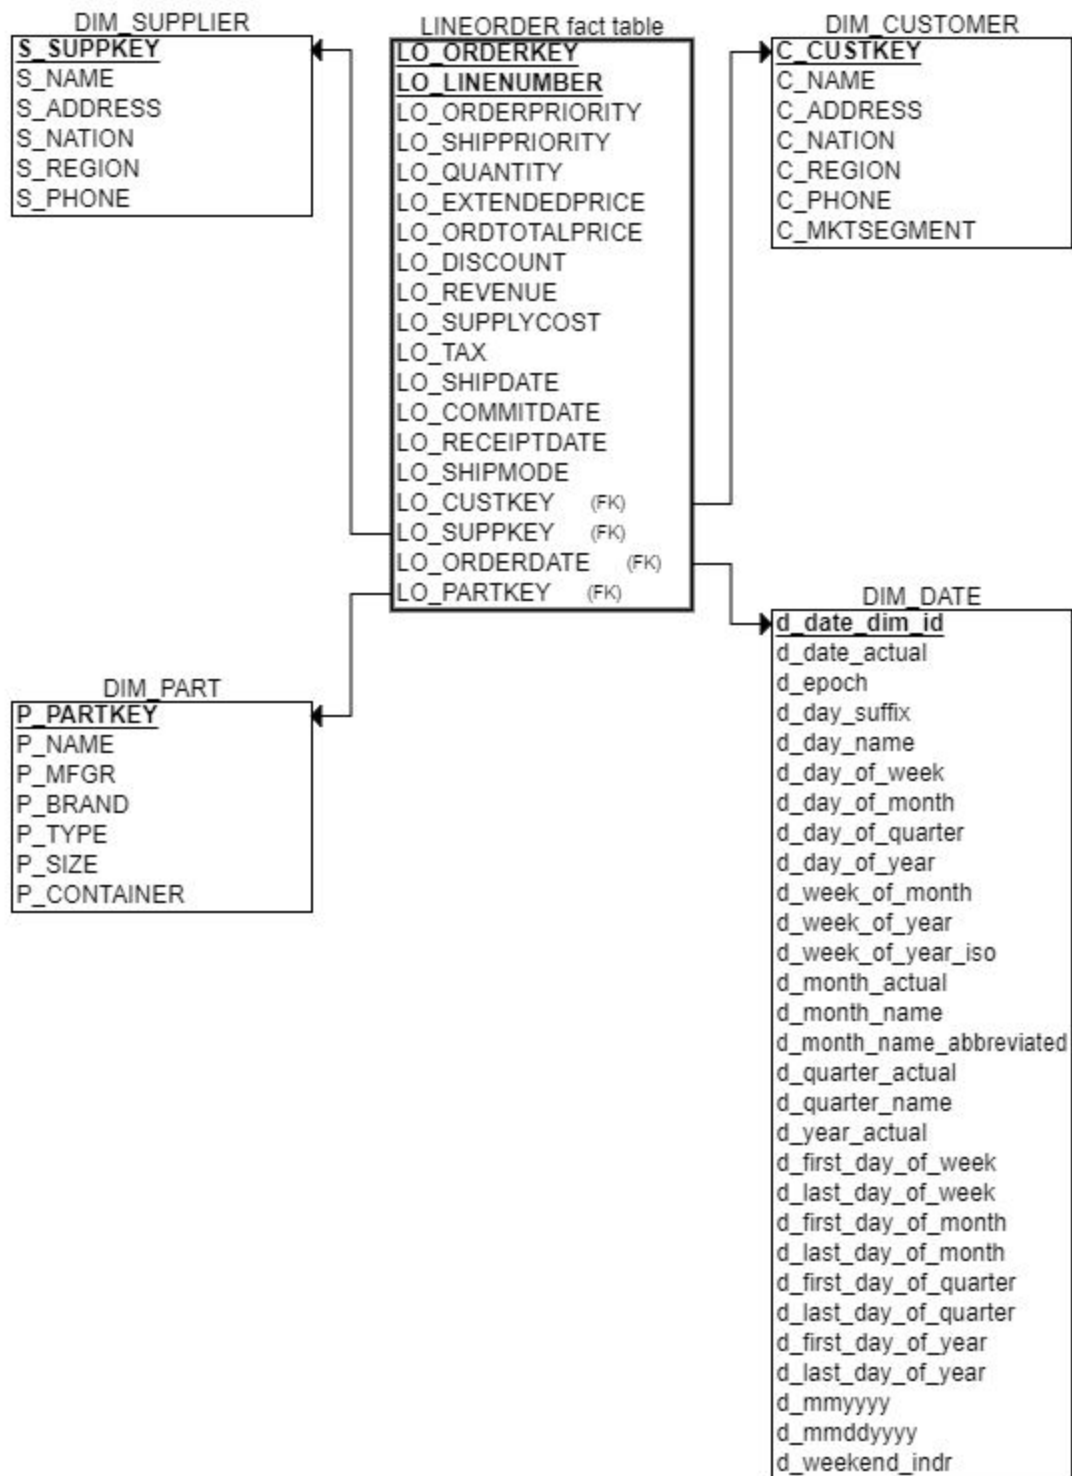 DIM_SUPPLIER
S_SUPPKEY
S_NAME
S_ADDRESS
S_NATION
S_REGION
S_PHONE
LINEORDER fact table
LO_ORDERKEY
LO_LINENUMBER
LO_ORDERPRIORITY
LO_SHIPPRIORITY
LO_QUANTITY
LO_EXTENDEDPRICE
LO_ORDTOTALPRICE
LO_DISCOUNT
LO_REVENUE
LO_SUPPLYCOST
LO_TAX
LO_SHIPDATE
LO_COMMITDATE
LO_RECEIPTDATE
LO_SHIPMODE
LO_CUSTKEY (FK)
LO_SUPPKEY (FK)
LO_ORDERDATE (FK)
LO_PARTKEY (FK)
DIM_CUSTOMER
C_CUSTKEY
C_NAME
C_ADDRESS
C_NATION
C_REGION
C_PHONE
C_MKTSEGMENT
DIM_PART
P_PARTKEY
P_NAME
P_MFGR
P_BRAND
P_TYPE
P_SIZE
P_CONTAINER
DIM_DATE
d_date_dim_id
d_date_actual
d_epoch
d_day_suffix
d_day_name
d_day_of_week
d_day_of_month
d_day_of_quarter
d_day_of_year
d_week_of_month
d_week_of_year
d_week_of_year_iso
d_month_actual
d_month_name
d_month_name_abbreviated
d_quarter_actual
d_quarter_name
d_year_actual
d_first_day_of_week
d_last_day_of_week
d_first_day_of_month
d_last_day_of_month
d_first_day_of_quarter
d_last_day_of_quarter
d_first_day_of_year
d_last_day_of_year
d_mmyyyy
d_mmddyyyy
d_weekend_indr